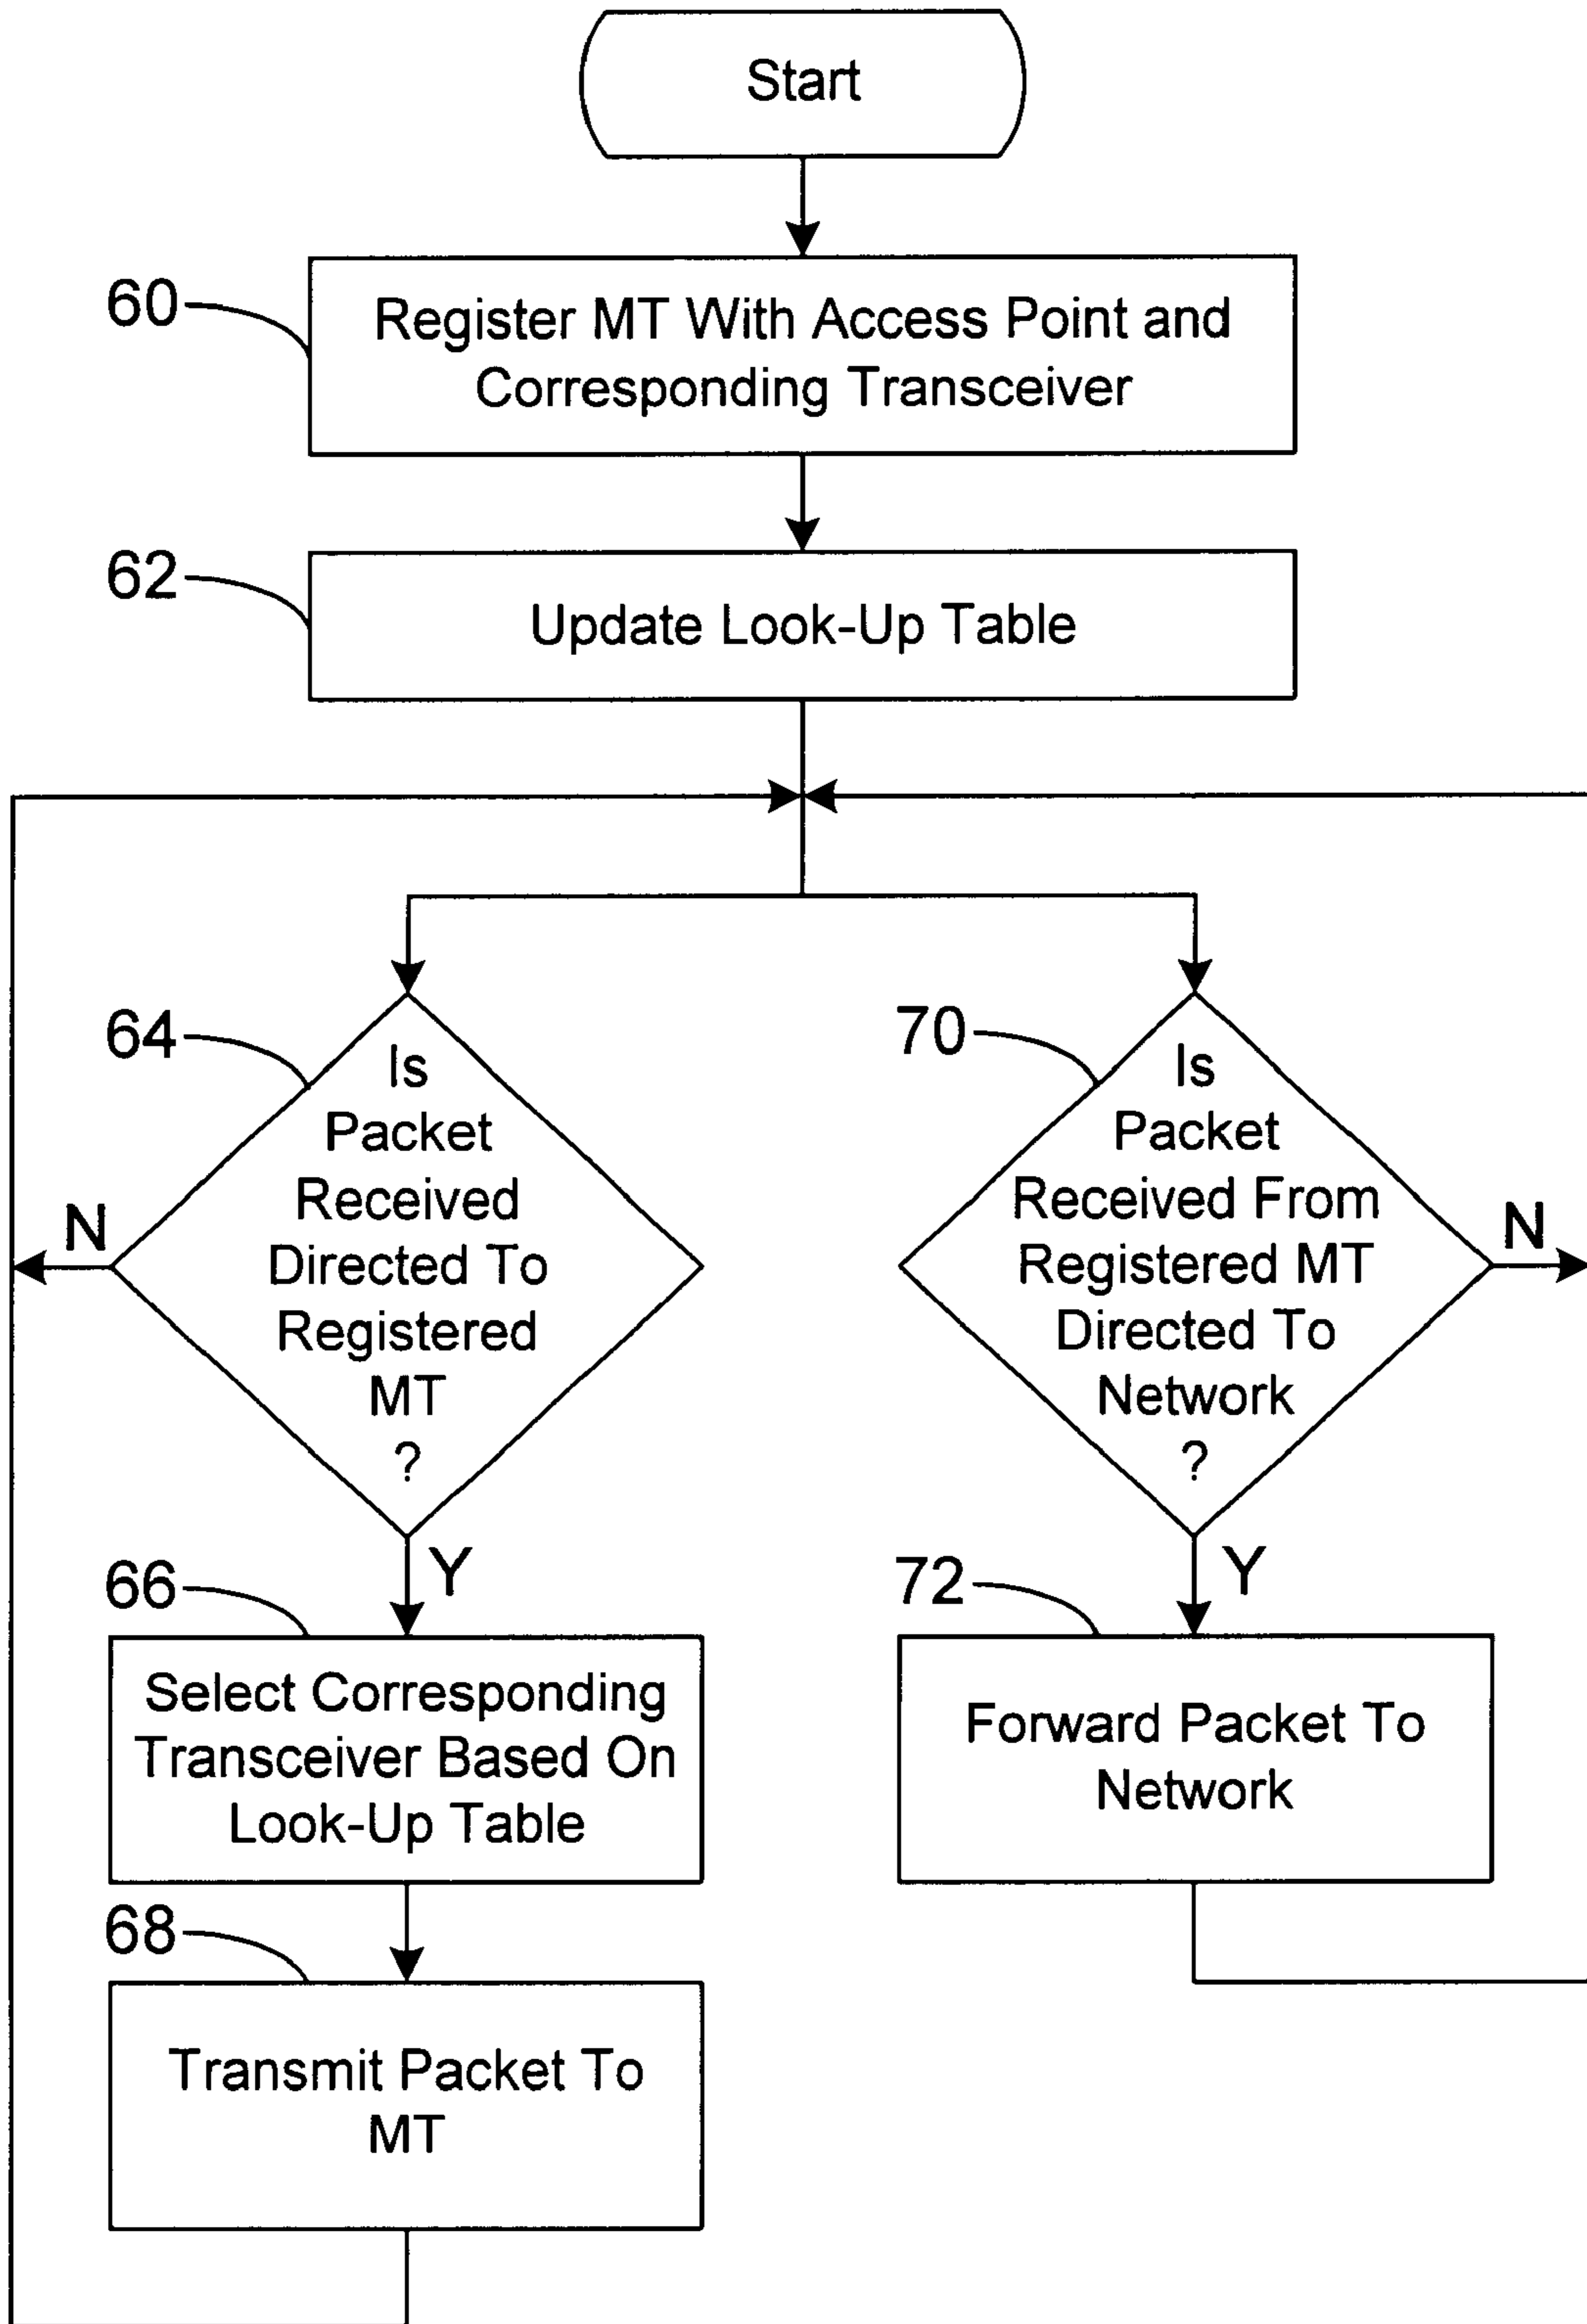 Start
60
Register MT With Access Point and
Corresponding Transceiver
62
Update Look-Up Table
64
Is
Packet
Received
Directed To
Registered
MT
?
N
Y
70
Is
Packet
Received From
Registered MT
Directed To
Network
?
N
Y
66
Select Corresponding
Transceiver Based On
Look-Up Table
72
Forward Packet To
Network
68
Transmit Packet To
MT